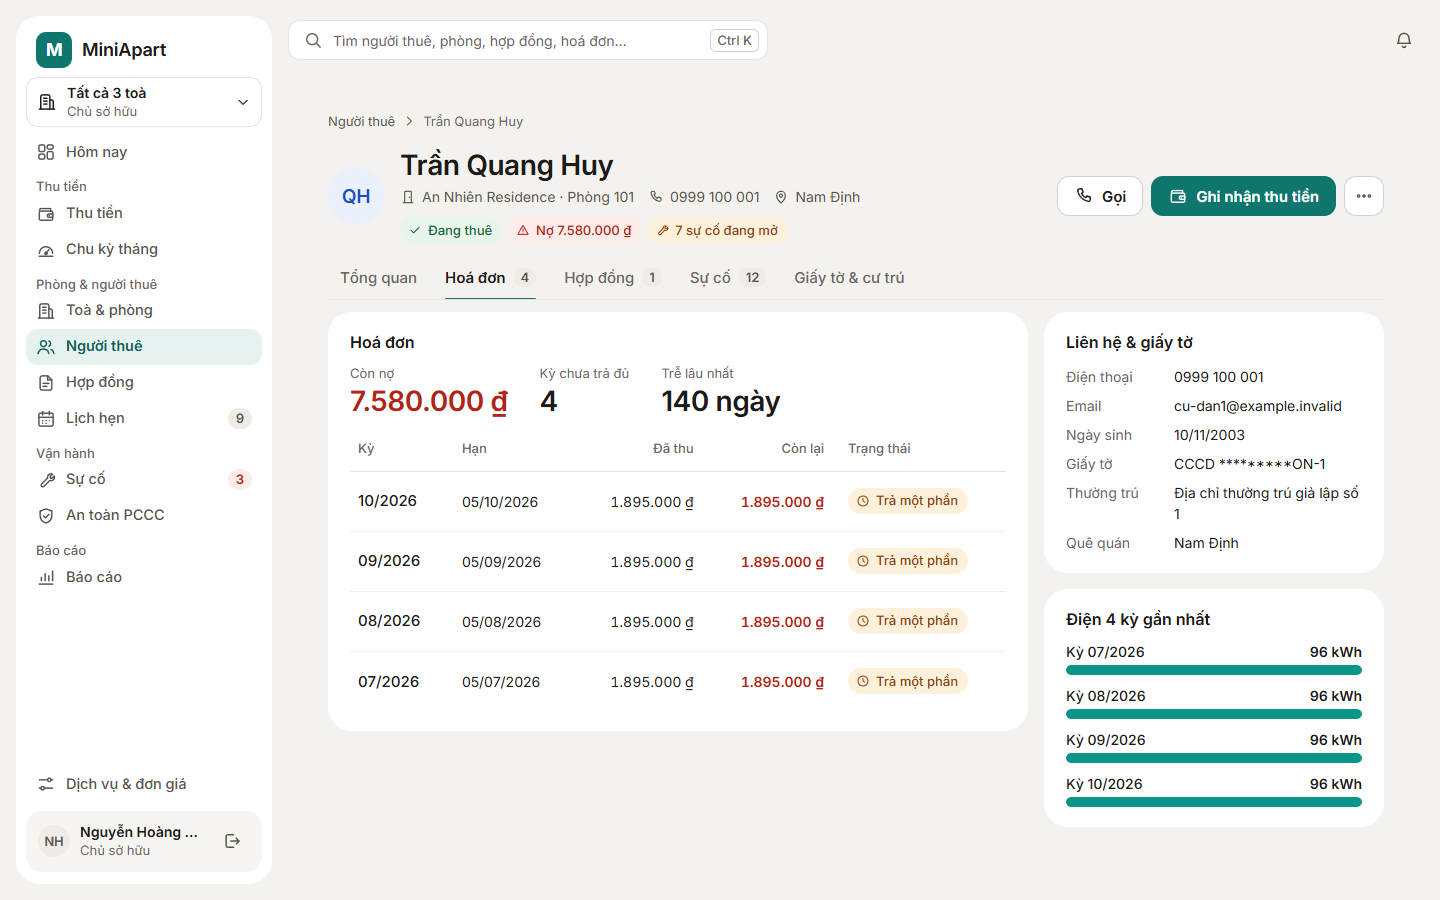 M MiniApart
Tất cả 3 toà
Chủ sở hữu
Hôm nay
Thu tiền
Thu tiền
Chu kỳ tháng
Phòng & người thuê
Toà & phòng
Người thuê
Hợp đồng
Lịch hẹn 9
Vận hành
Sự cố 3
An toàn PCCC
Báo cáo
Báo cáo
Dịch vụ & đơn giá
NH
Nguyễn Hoàng ...
Chủ sở hữu
Tìm người thuê, phòng, hợp đồng, hoá đơn... Ctrl K
Người thuê > Trần Quang Huy
QH
Trần Quang Huy
An Nhiên Residence · Phòng 101 0999 100 001 Nam Định
Đang thuê Nợ 7.580.000 ₫ 7 sự cố đang mở
Gọi Ghi nhận thu tiền
Tổng quan Hoá đơn 4 Hợp đồng 1 Sự cố 12 Giấy tờ & cư trú
Hoá đơn
Còn nợ Kỳ chưa trả đủ Trễ lâu nhất
7.580.000 ₫ 4 140 ngày
Kỳ Hạn Đã thu Còn lại Trạng thái
10/2026 05/10/2026 1.895.000 ₫ 1.895.000 ₫ Trả một phần
09/2026 05/09/2026 1.895.000 ₫ 1.895.000 ₫ Trả một phần
08/2026 05/08/2026 1.895.000 ₫ 1.895.000 ₫ Trả một phần
07/2026 05/07/2026 1.895.000 ₫ 1.895.000 ₫ Trả một phần
Liên hệ & giấy tờ
Điện thoại 0999 100 001
Email cu-dan1@example.invalid
Ngày sinh 10/11/2003
Giấy tờ CCCD *********ON-1
Thường trú Địa chỉ thường trú giả lập số
1
Quê quán Nam Định
Điện 4 kỳ gần nhất
Kỳ 07/2026 96 kWh
Kỳ 08/2026 96 kWh
Kỳ 09/2026 96 kWh
Kỳ 10/2026 96 kWh